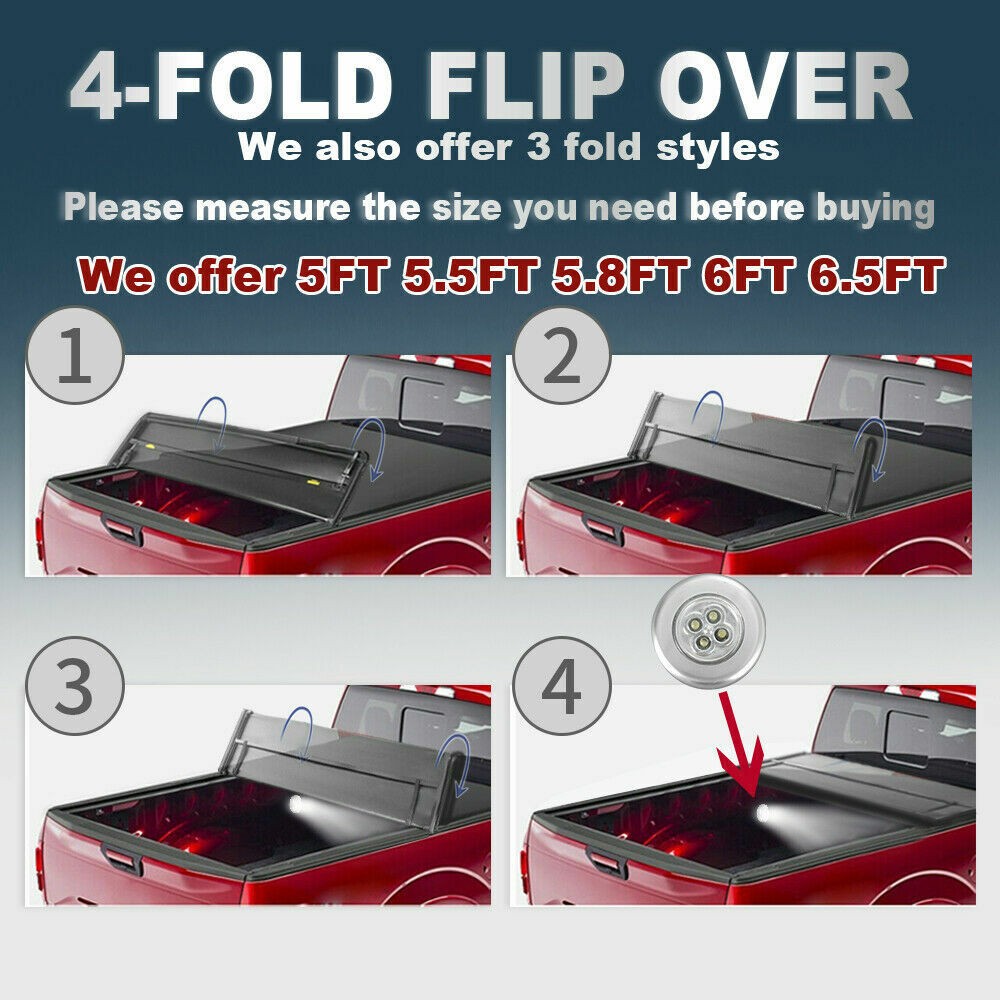 4-FOLD FLIP OVER
We also offer 3 fold styles
Please measure the size you need before buying
We offer 5FT 5.5FT 5.8FT 6FT 6.5FT
1
2
3
4